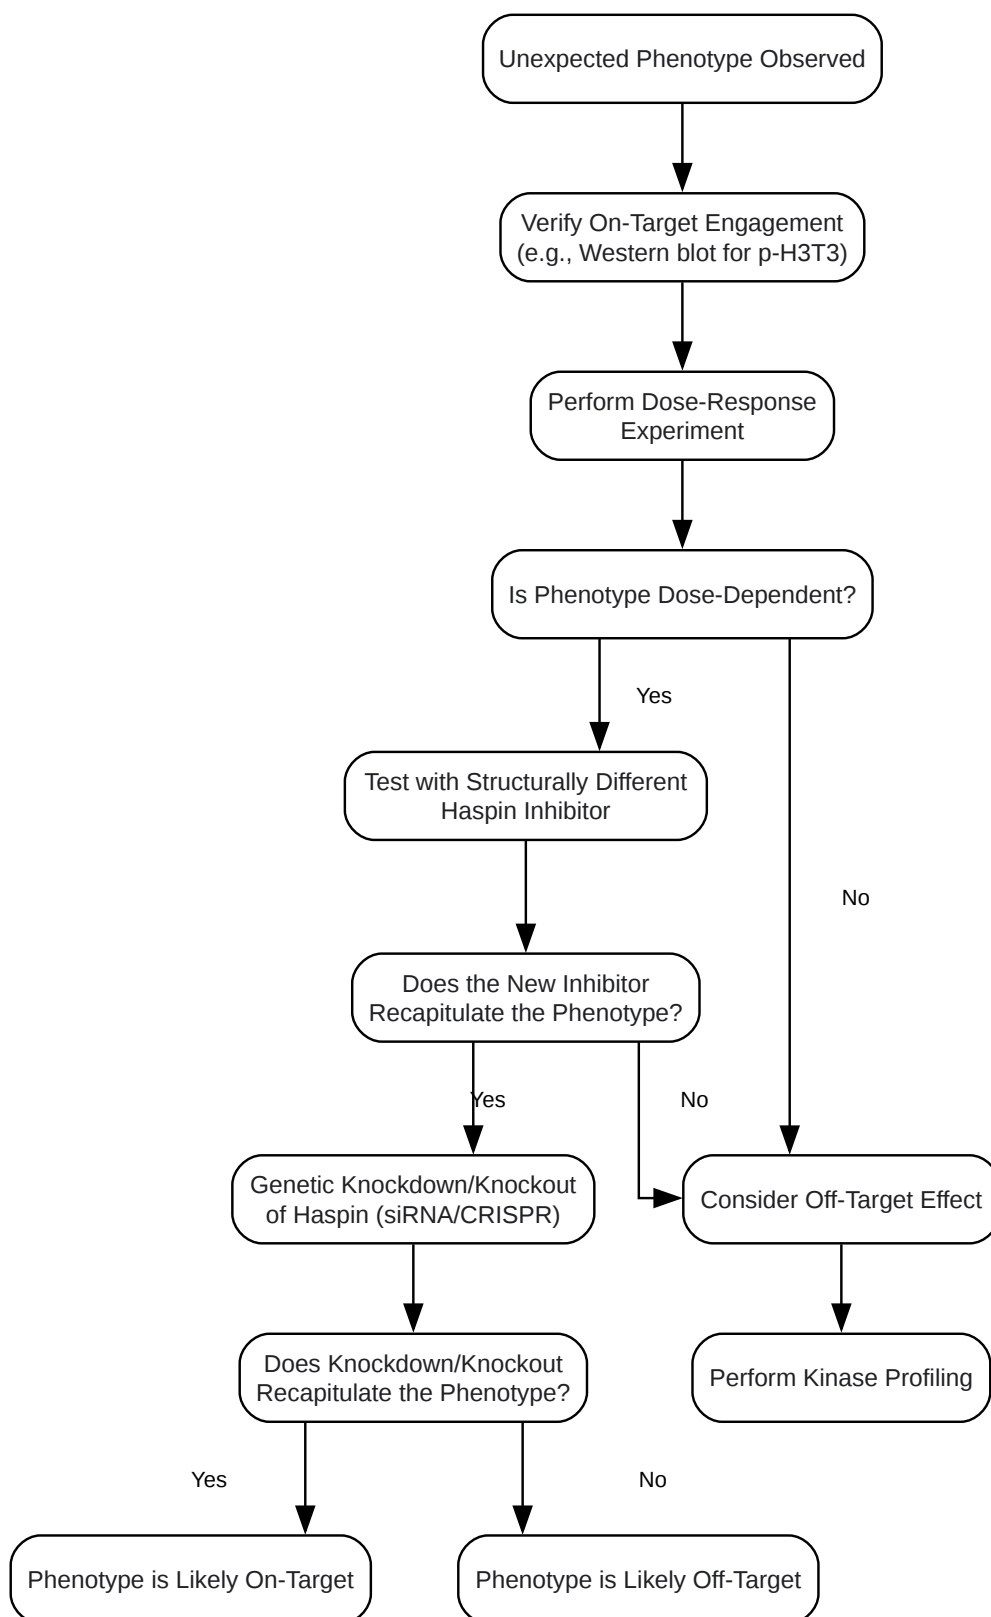 Unexpected Phenotype Observed
Verify On-Target Engagement
(e.g., Western blot for p-H3T3)
Perform Dose-Response
Experiment
Is Phenotype Dose-Dependent?
Yes
Test with Structurally Different
Haspin Inhibitor
No
Does the New Inhibitor
Recapitulate the Phenotype?
Yes
No
Genetic Knockdown/Knockout
of Haspin (siRNA/CRISPR)
Consider Off-Target Effect
Does Knockdown/Knockout
Recapitulate the Phenotype?
Perform Kinase Profiling
Yes
No
Phenotype is Likely On-Target
Phenotype is Likely Off-Target